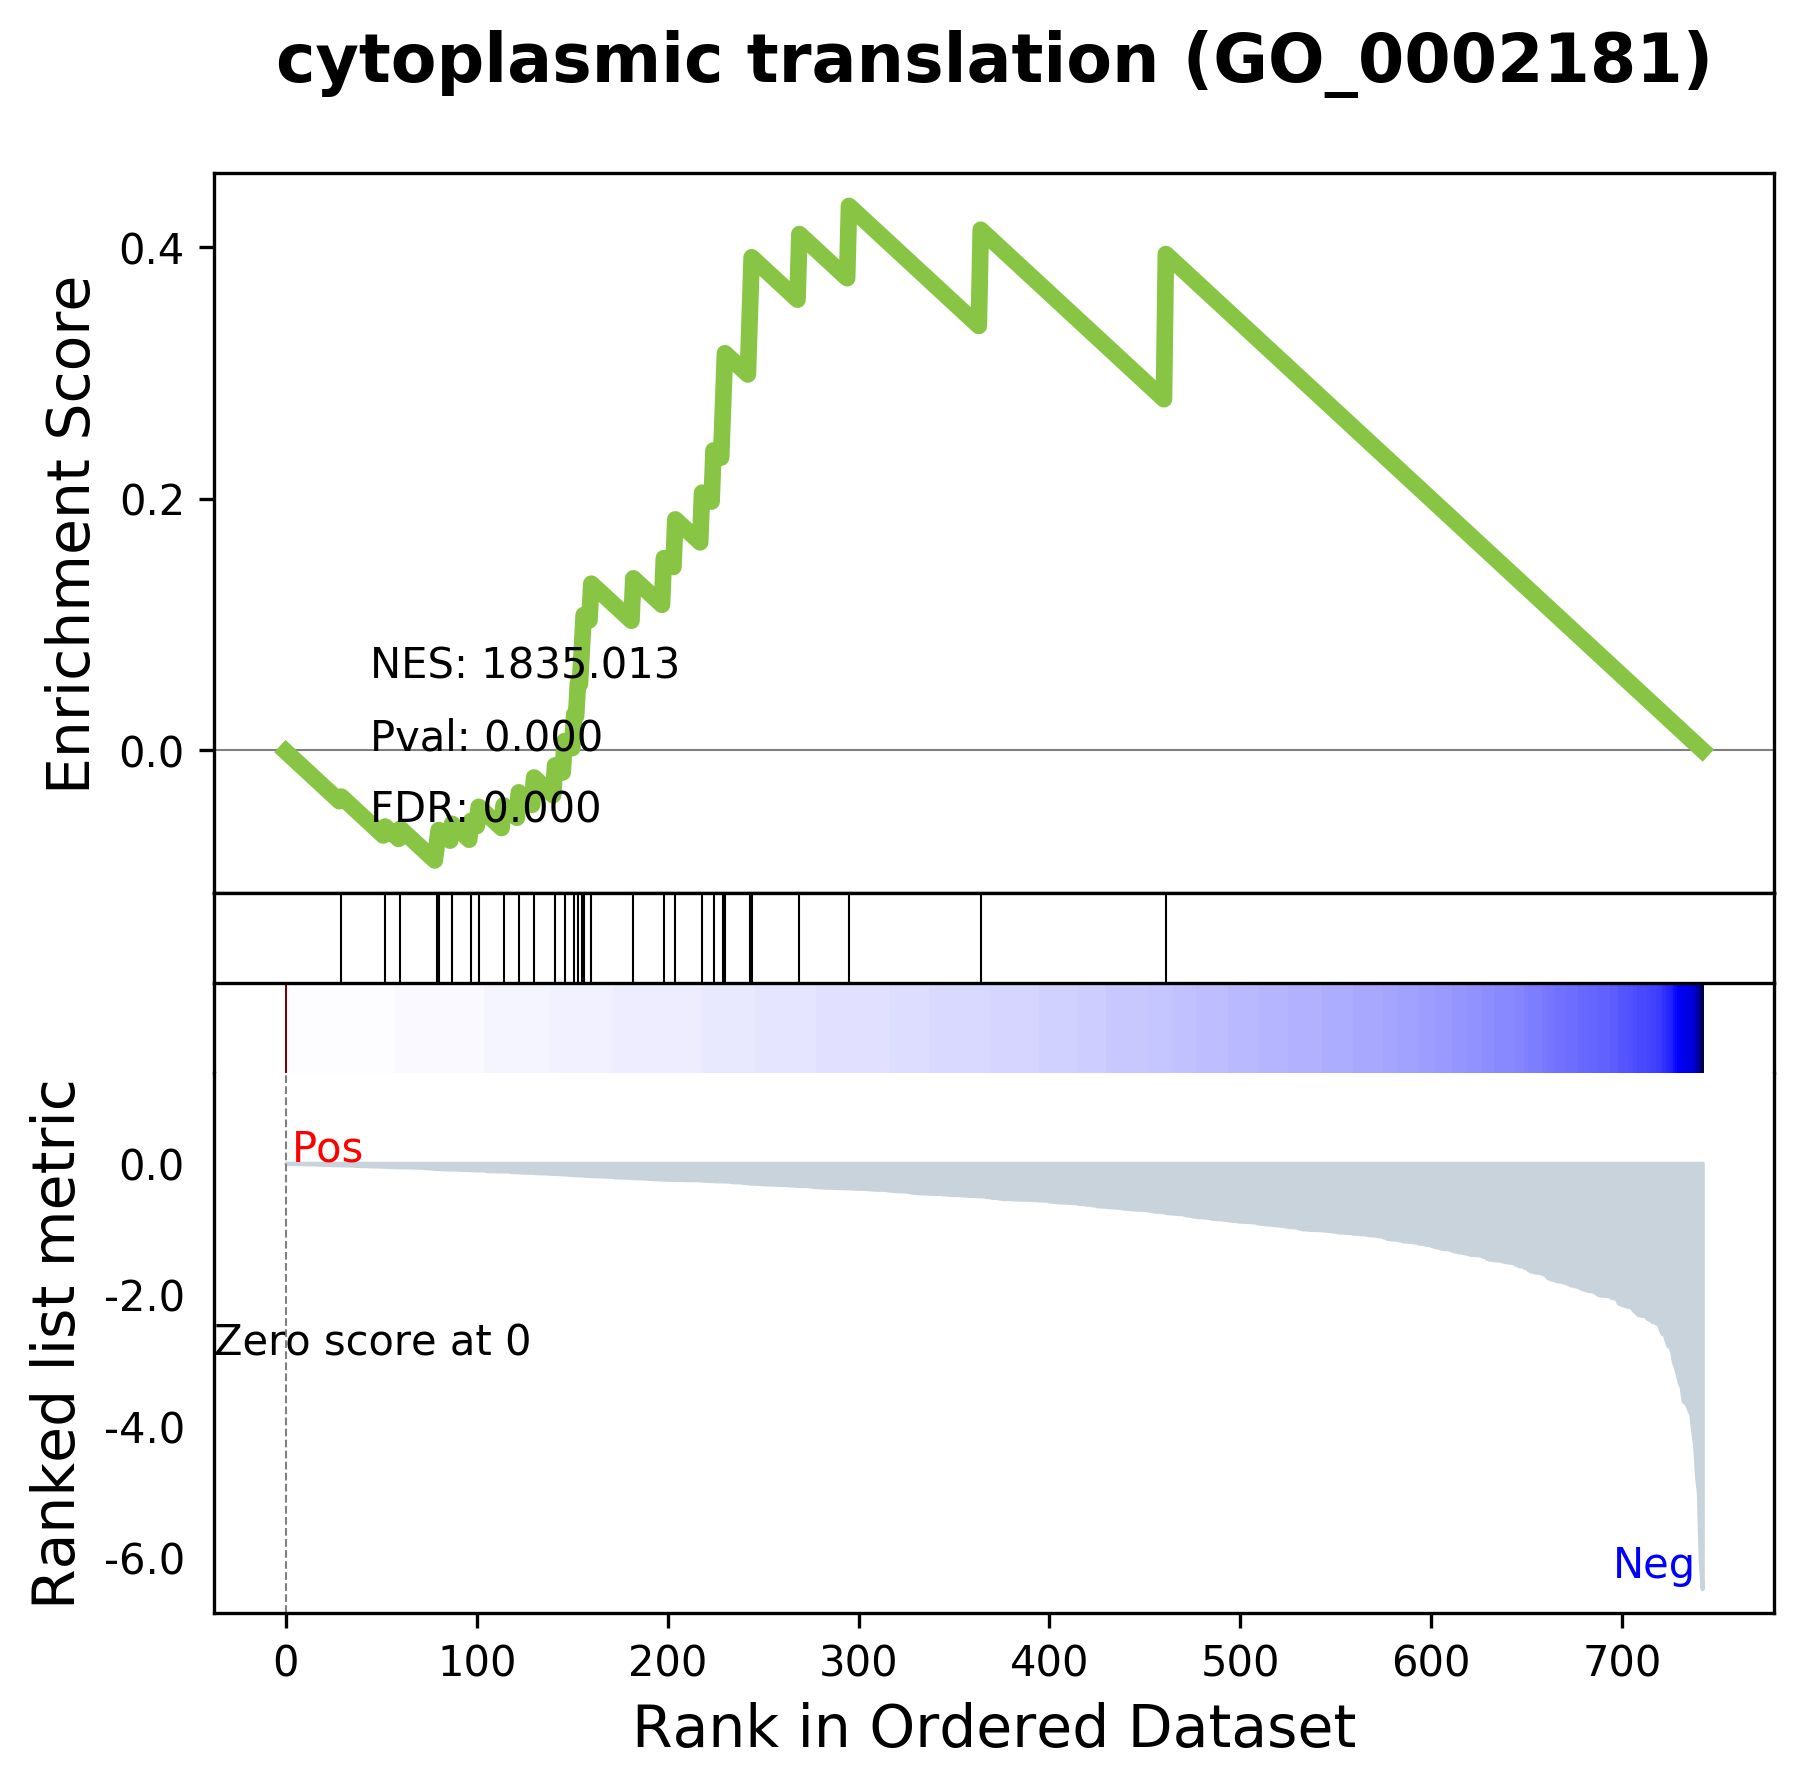 cytoplasmic translation (GO_0002181)
Enrichment Score
0.4
0.2
0.0
NES: 1835.013
Pval: 0.000
FDR: 0.000
Ranked list metric
0.0
-2.0
-4.0
-6.0
Pos
Zero score at 0
Neg
0 100 200 300 400 500 600 700
Rank in Ordered Dataset